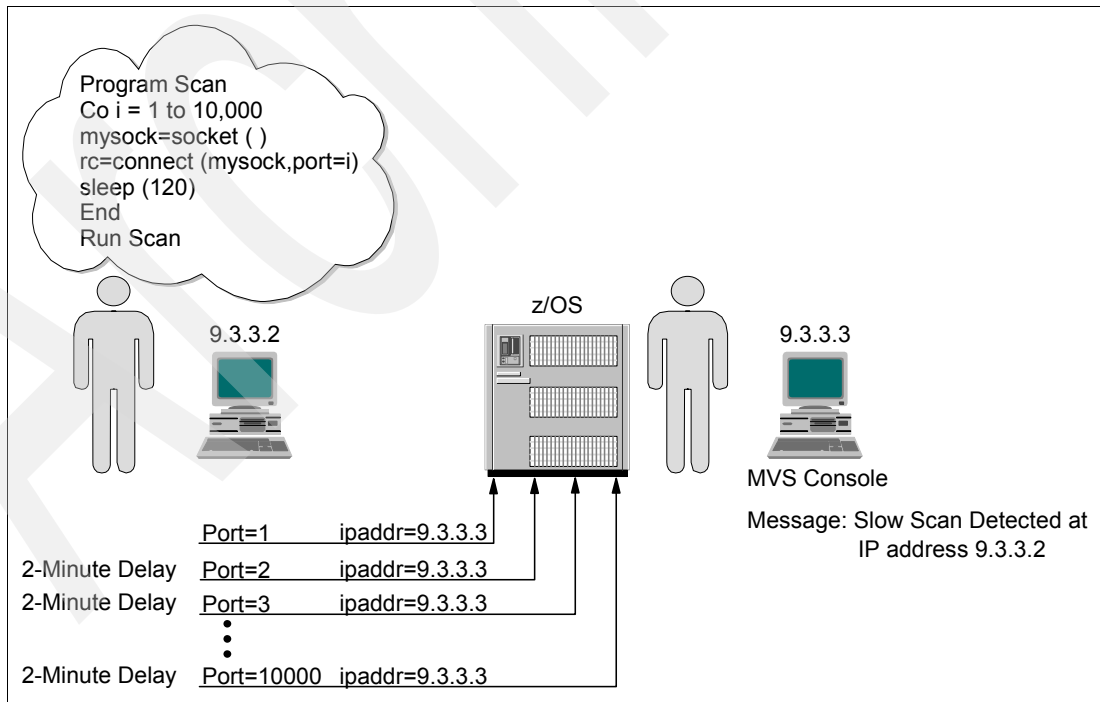 Program Scan
Co i = 1 to 10,000
mysock=socket ( )
rc=connect (mysock,port=i)
sleep (120)
End
Run Scan
z/OS
9.3.3.2
9.3.3.3
MVS Console
Message: Slow Scan Detected at
IP address 9.3.3.2
Port=1 ipaddr=9.3.3.3
2-Minute Delay Port=2 ipaddr=9.3.3.3
2-Minute Delay Port=3 ipaddr=9.3.3.3
2-Minute Delay Port=10000 ipaddr=9.3.3.3